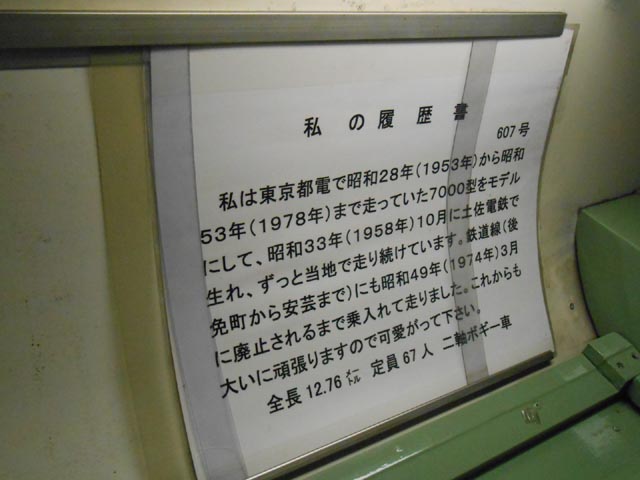 私の履歴書
607号
私は東京都電で昭和28年(1953年)から昭和
53年(1978年)まで走っていた7000型をモデル
にして、昭和33年(1958年)10月に土佐電鉄で
生れ、ずっと当地で走り続けています。鉄道線(後
免町から安芸まで)にも昭和49年(1974年)3月
に廃止されるまで乗入れて走りました。これからも
大いに頑張りますので可愛がって下さい。
全長12.76㍍ 定員67人 二軸ボギー車